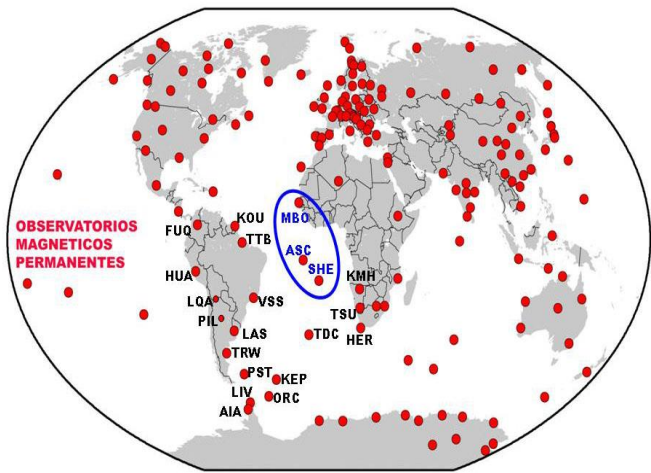 MBO
KOU
FUQ
TTB
OBSERVATORIOS
MAGNETICOS
PERMANENTES
ASC
SHE
HUA
KMH
LQA
VSS
TSU
PIL
LAS
TDC
HER
TRW
PST
KEP
LIV
ORC
AIA